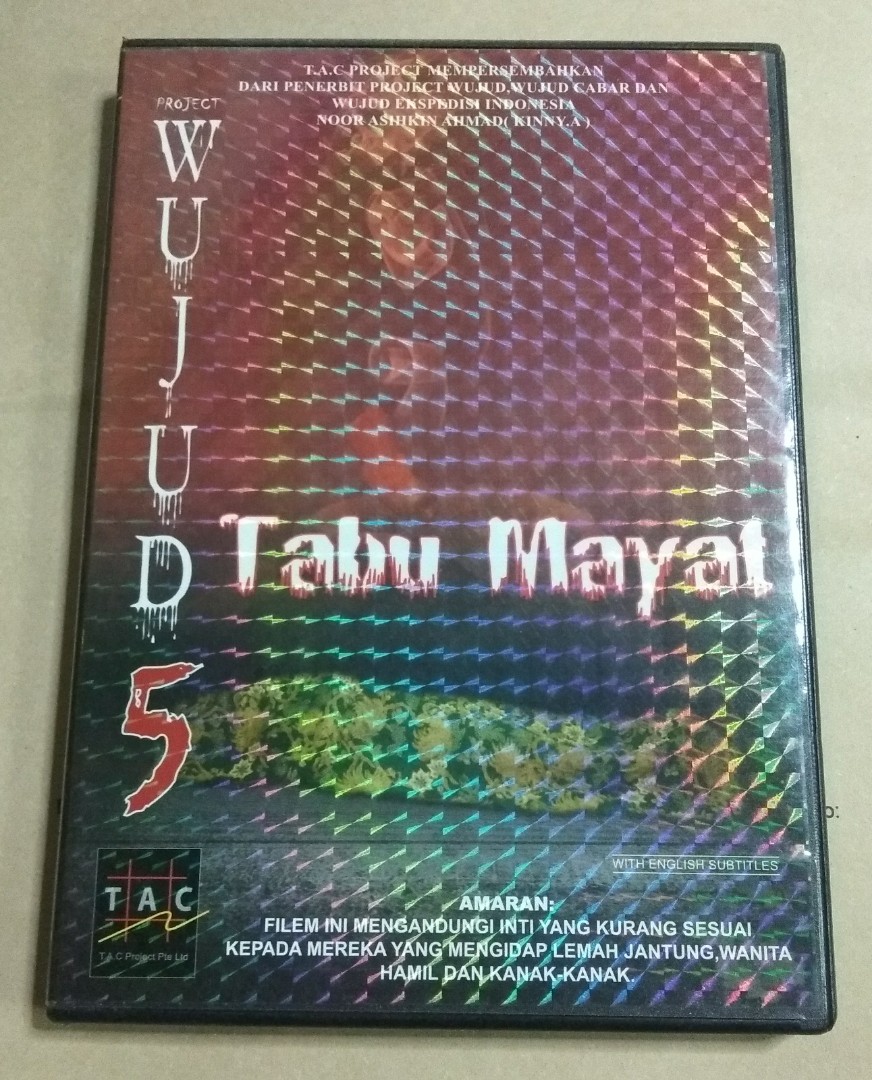 T.A.C PROJECT MEMPERSEMBAHKAN
DARI PENERBIT PROJECT WUJUD,WUJUD CABAR DAN
WUJUD EKSPEDISI INDONESIA
NOOR ASHIKIN AHMAD( KINNY.A )
PROJECT
WUJUD
5
Tabu Mayat
WITH ENGLISH SUBTITLES
TAC
T.A.C Project Pte Ltd
AMARAN:
FILEM INI MENGANDUNGI INTI YANG KURANG SESUAI
KEPADA MEREKA YANG MENGIDAP LEMAH JANTUNG,WANITA
HAMIL DAN KANAK-KANAK.